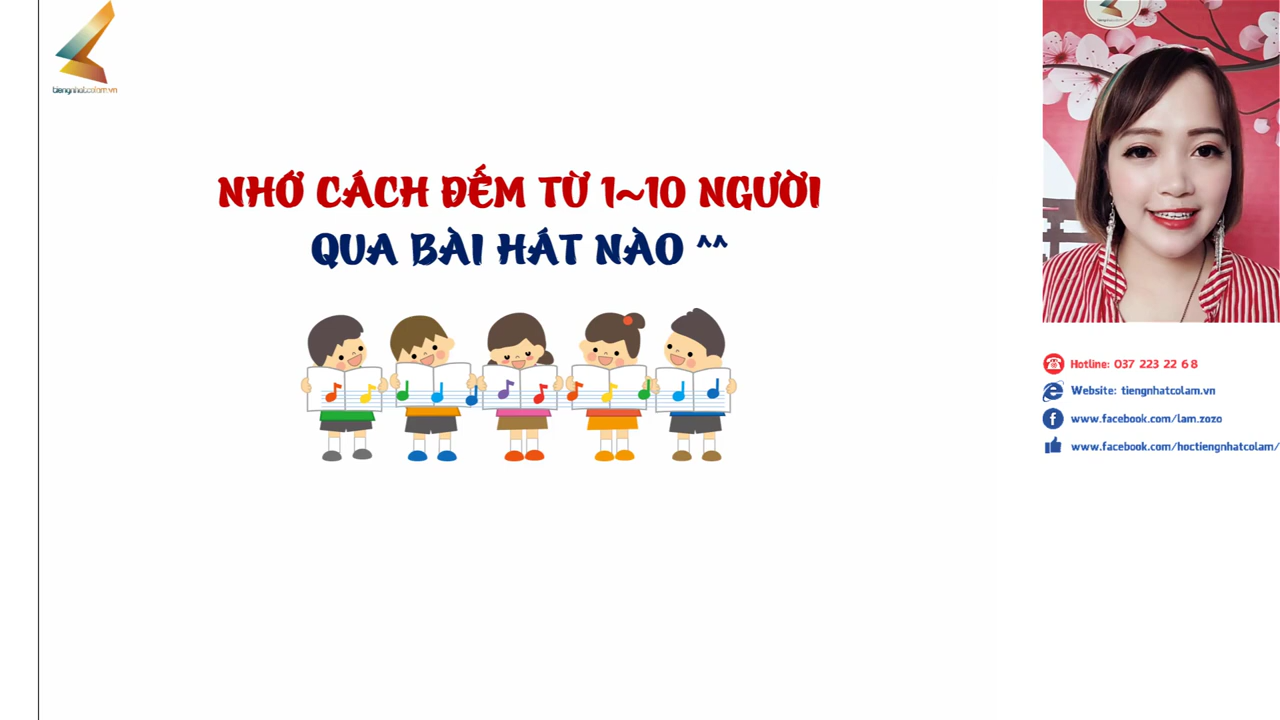 tiengnhatcolam.vn
NHỚ CÁCH ĐẾM TỪ 1~10 NGƯỜI
QUA BÀI HÁT NÀO ^^
Hotline: 037 223 22 68
Website: tiengnhatcolam.vn
www.facebook.com/lam.zozo
www.facebook.com/hoctiengnhatcolam/